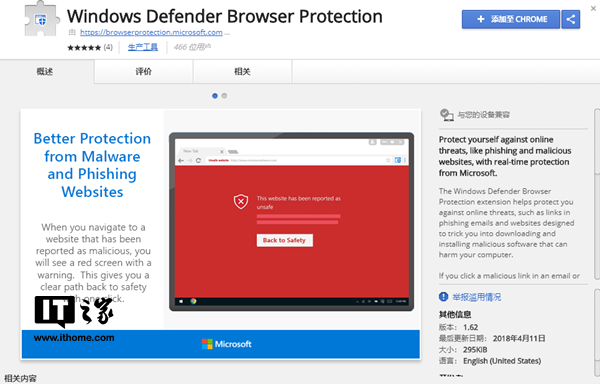 Windows Defender Browser Protection
由 https://browserprotection.microsoft.com ...
★★★★★ (4) 生产工具 466 位用户
添加至 CHROME
概述 评价 相关
Better Protection
from Malware
and Phishing
Websites
When you navigate to a
website that has been
reported as malicious, you
will see a red screen with a
warning. This gives you a
clear path back to safety
with one click.
New Tab
This website has been reported as
unsafe
Back to Safety
IT之家
www.ithome.com
Microsoft
与您的设备兼容
Protect yourself against online
threats, like phishing and malicious
websites, with real-time protection
from Microsoft.
The Windows Defender Browser
Protection extension helps protect you
against online threats, such as links in
phishing emails and websites designed
to trick you into downloading and
installing malicious software that can
harm your computer.
If you click a malicious link in an email or
举报滥用情况
其他信息
版本： 1.62
最后更新日期： 2018年4月11日
大小： 295KiB
语言： English (United States)
相关内容